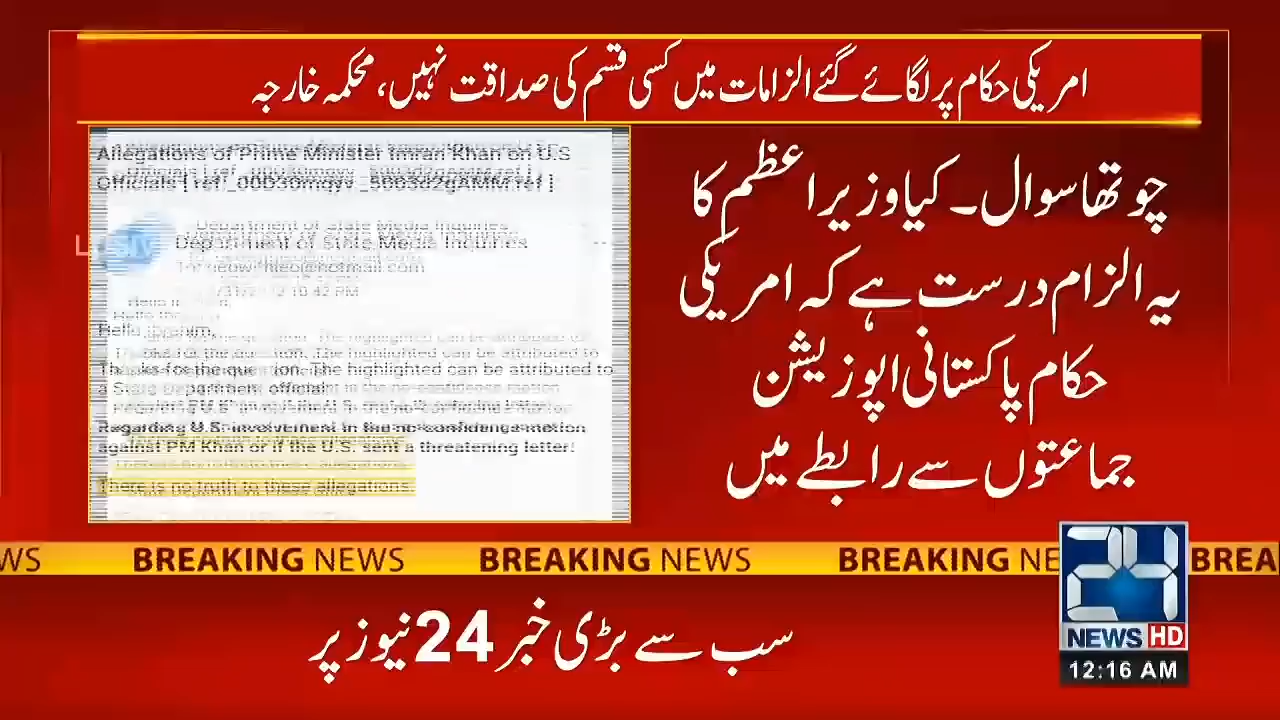 امریکی حکام پر لگائے گئے الزامات میں کسی قسم کی صداقت نہیں، محکمہ خارجہ
Allegations of Prime Minister Imran Khan on U.S
Officials [ ref:
Department of State Media Inquiries
Thanks for the question. The highlighted can be attributed to
a State Department official
Regarding U.S. involvement in the no-confidence motion
against PM Khan or if the U.S. sent a threatening letter:
There is no truth to these allegations.
چوتھا سوال۔ کیا وزیراعظم کا
یہ الزام درست ہے کہ امریکی
حکام پاکستانی اپوزیشن
جماعتوں سے رابطے میں
WS BREAKING NEWS BREAKING NEWS BREAKING NE BREA
سب سے بڑی خبر 24 نیوز پر
24
NEWS HD
12:16 AM